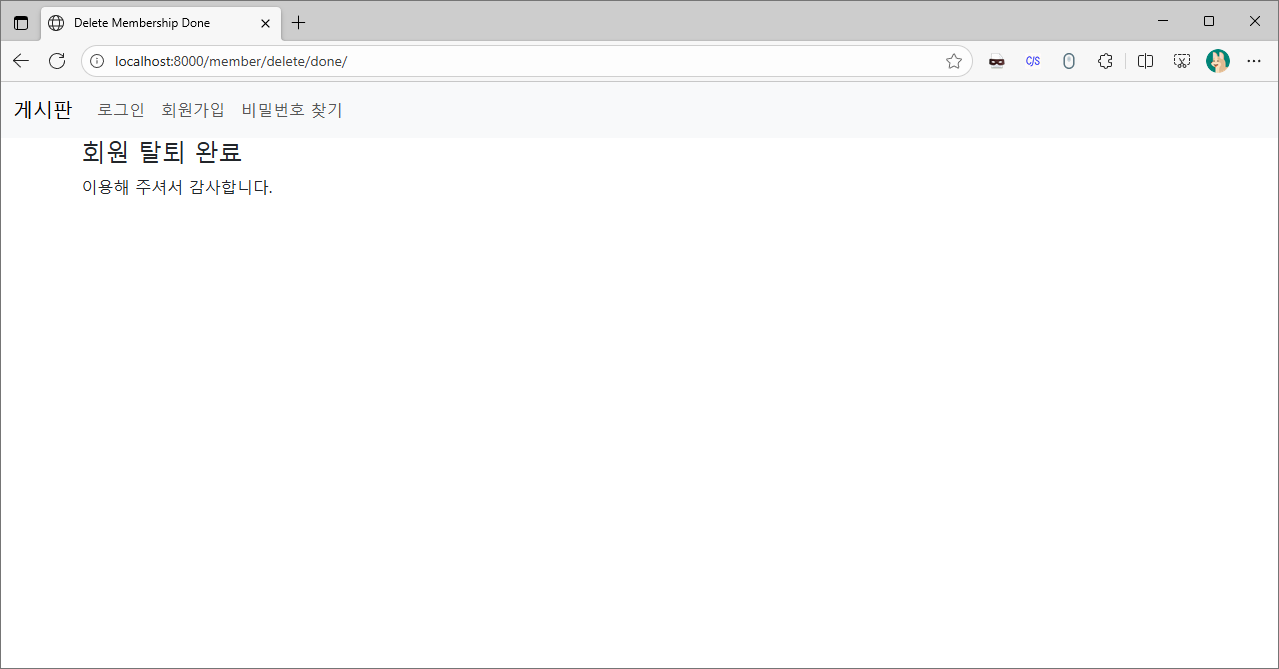 Delete Membership Done
localhost:8000/member/delete/done/
C/S
게시판 로그인 회원가입 비밀번호 찾기
회원 탈퇴 완료
이용해 주셔서 감사합니다.